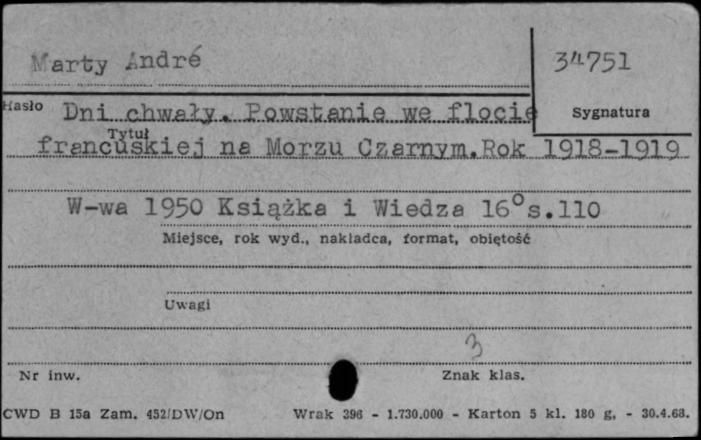 Marty André
34751
Hasło
Dni chwały. Powstanie we flocie
Sygnatura
Tytuł
francuskiej na Morzu Czarnym.Rok 1918-1919
W-wa 1950 Książka i Wiedza 16° s.110
Miejsce, rok wyd., nakładca, format, obiętość
Uwagi
3
Nr inw.
Znak klas.
CWD B 15a Zam. 452/DW/On Wrak 396 - 1.730.000 - Karton 5 kl. 180 g, - 30.4.68.